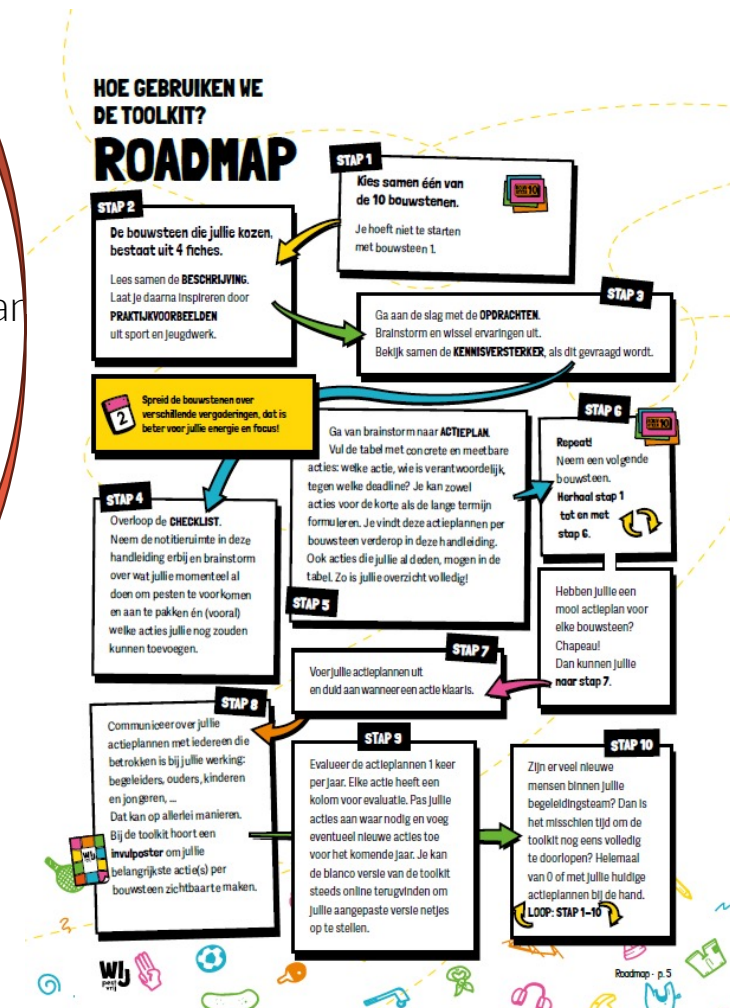 HOE GEBRUIKEN WE
DE TOOLKIT?
ROADMAP
STAP 1
Kies samen één van
de 10 bouwstenen.
Je hoeft niet te starten
met bouwsteen 1.
STAP 2
De bouwsteen die jullie kozen,
bestaat uit 4 fiches.
Lees samen de BESCHRIJVING.
Laat je daarna inspireren door
PRAKTIJKVOORBEELDEN
uit sport en jeugdwerk.
STAP 3
Ga aan de slag met de OPDRACHTEN.
Brainstorm en wissel ervaringen uit.
Bekijk samen de KENNISVERSTERKER, als dit gevraagd wordt.
2
Spreid de bouwstenen over
verschillende vergaderingen, dat is
beter voor jullie energie en focus!
STAP 4
Overloop de CHECKLIST.
Neem de notitieruimte in deze
handleiding erbij en brainstorm
over wat jullie momenteel al
doen om pesten te voorkomen
en aan te pakken én (vooral)
welke acties jullie nog zouden
kunnen toevoegen.
Ga van brainstorm naar ACTIEPLAN.
Vul de tabel met concrete en meetbare
acties: welke actie, wie is verantwoordelijk,
tegen welke deadline? Je kan zowel
acties voor de korte als de lange termijn
formuleren. Je vindt deze actieplannen per
bouwsteen verderop in deze handleiding.
Ook acties die jullie al deden, mogen in de
tabel. Zo is jullie overzicht volledig!
STAP 5
STAP 6
Repeat!
Neem een volgende
bouwsteen.
Herhaal stap 1
tot en met
stap 6.
Hebben jullie een
mooi actieplan voor
elke bouwsteen?
Chapeau!
Dan kunnen jullie
naar stap 7.
STAP 7
Voer jullie actieplannen uit
en duid aan wanneer een actie klaar is.
STAP 8
Communiceer over jullie
actieplannen met iedereen die
betrokken is bij jullie werking:
begeleiders, ouders, kinderen
en jongeren, ...
Dat kan op allerlei manieren.
Bij de toolkit hoort een
invulposter om jullie
belangrijkste actie(s) per
bouwsteen zichtbaar te maken.
STAP 9
Evalueer de actieplannen 1 keer
per jaar. Elke actie heeft een
kolom voor evaluatie. Pas jullie
acties aan waar nodig en voeg
eventueel nieuwe acties toe
voor het komende jaar. Je kan
de blanco versie van de toolkit
steeds online terugvinden om
jullie aangepaste versie netjes
op te stellen.
STAP 10
Zijn er veel nieuwe
mensen binnen jullie
begeleidingsteam? Dan is
het misschien tijd om de
toolkit nog eens volledig
te doorlopen? Helemaal
van 0 of met jullie huidige
actieplannen bij de hand.
LOOP: STAP 1-10
WIJ
pest
vrij
Roadmap - p. 5